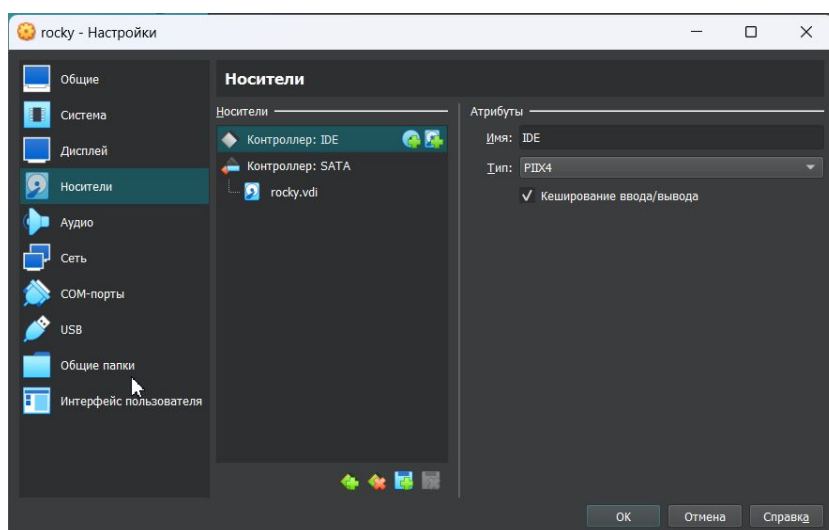 rocky - Настройки
Общие
Система
Дисплей
Носители
Аудио
Сеть
COM-порты
USB
Общие папки
Интерфейс пользователя
Носители
Носители
Контроллер: IDE
Контроллер: SATA
rocky.vdi
Атрибуты
Имя: IDE
Тип: PIIX4
Кеширование ввода/вывода
OK Отмена Справка